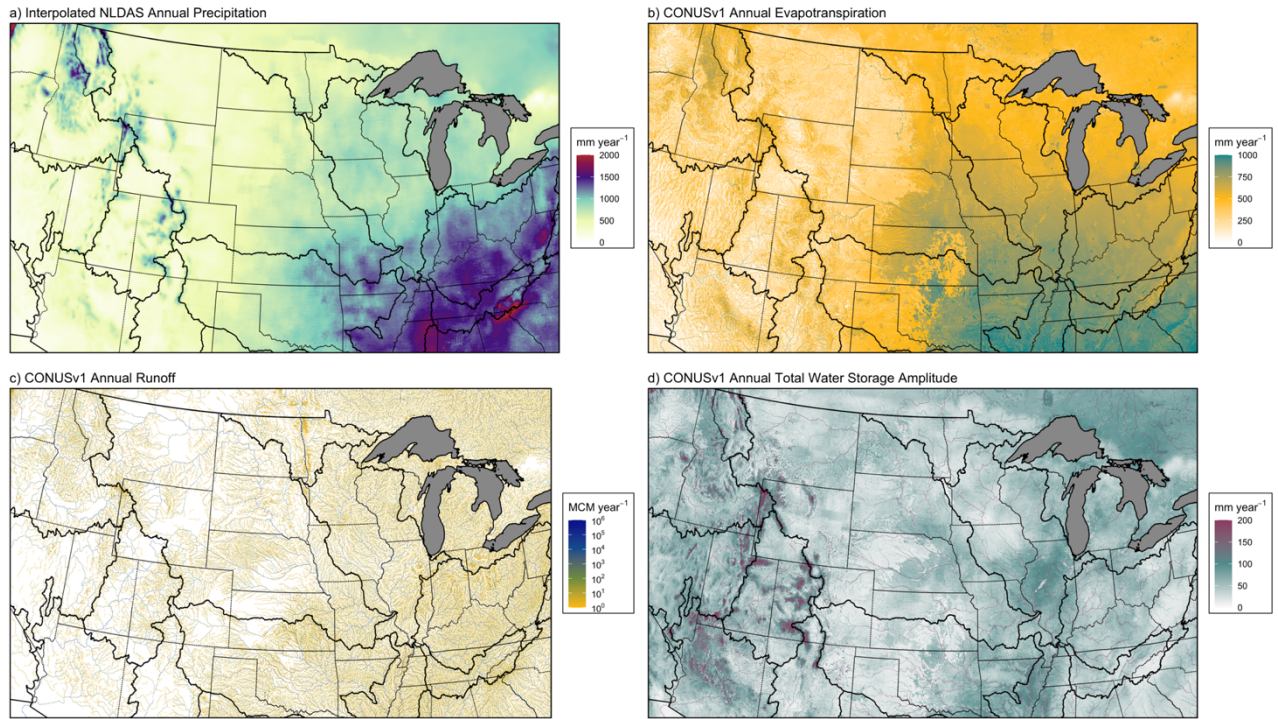 a) Interpolated NLDAS Annual Precipitation
mm year⁻¹
2000
1500
1000
500
0
b) CONUSv1 Annual Evapotranspiration
mm year⁻¹
1000
750
500
250
0
c) CONUSv1 Annual Runoff
MCM year⁻¹
10⁶
10⁵
10⁴
10³
10²
10¹
10⁰
d) CONUSv1 Annual Total Water Storage Amplitude
mm year⁻¹
200
150
100
50
0